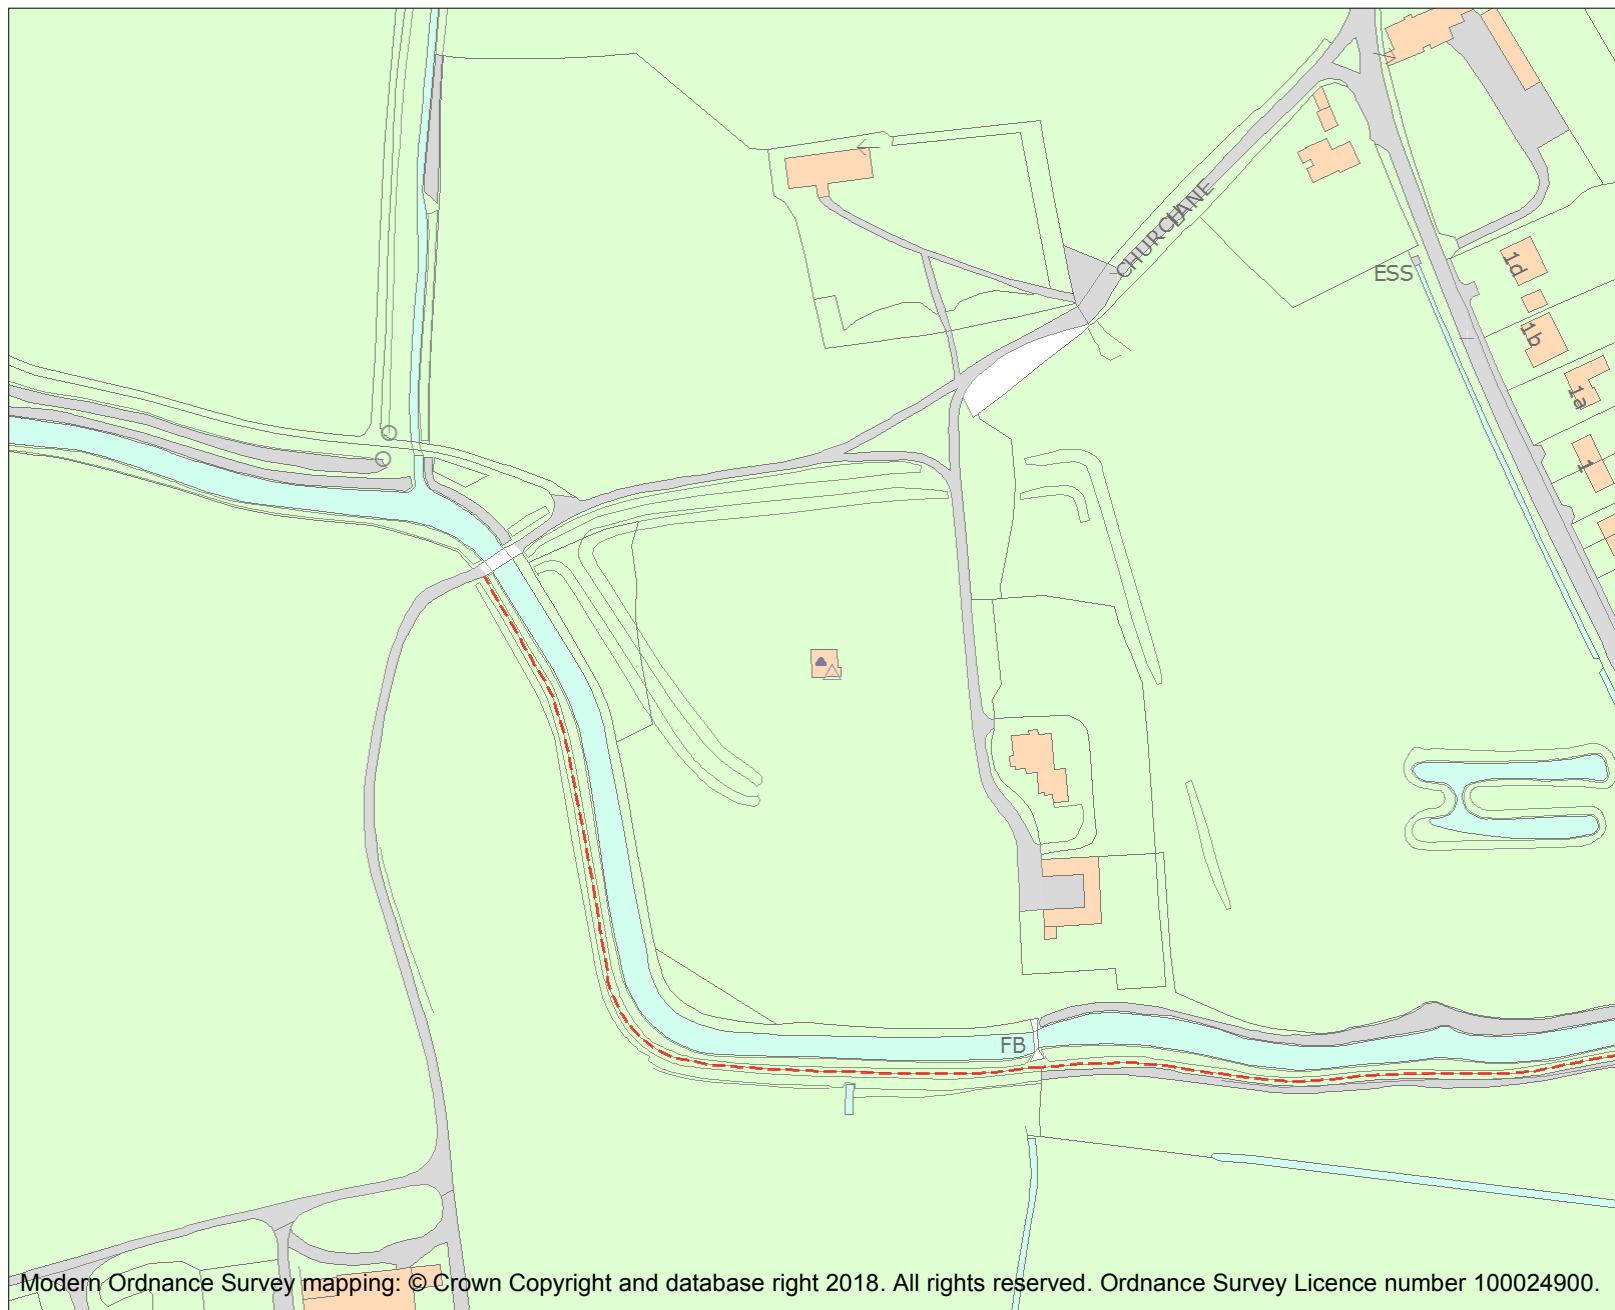 CHURCH LANE
ESS
1d
1b
1a
1
FB
Modern Ordnance Survey mapping: © Crown Copyright and database right 2018. All rights reserved. Ordnance Survey Licence number 100024900.